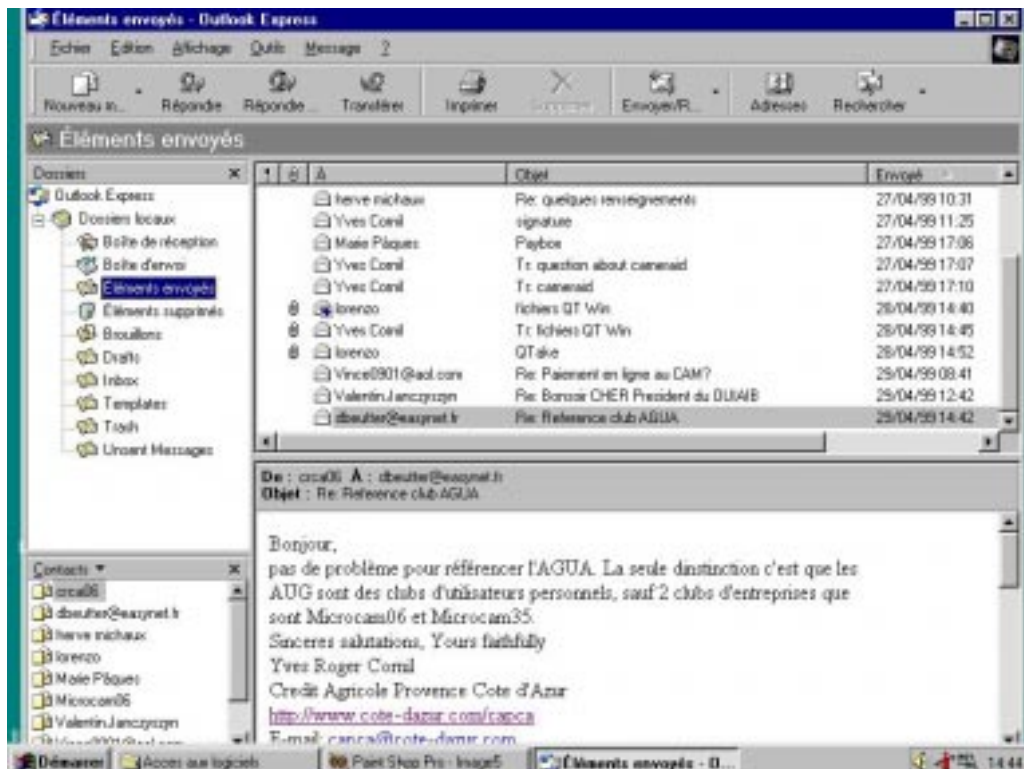 Éléments envoyés - Outlook Express
Fichier Edition Affichage Outils Message ?
Nouveau m... Répondre Répondre ... Transférer Imprimer Supprimer Envoyer/R... Adresses Rechercher
Éléments envoyés
Dossiers
Outlook Express
Dossiers locaux
Boîte de réception
Boîte d'envoi
Éléments envoyés
Éléments supprimés
Brouillons
Drafts
Inbox
Templates
Trash
Unsent Messages
Contacts
crca06
dbeutter@easynet.fr
herve michaux
lorenzo
Marie Pâques
Microcam06
Valentin.Janczyszyn
Vince0901@aol.com
! A Objet Envoyé
herve michaux Re: quelques renseignements 27/04/99 10:31
Yves Cornil signature 27/04/99 11:25
Marie Pâques Paybox 27/04/99 17:06
Yves Cornil Tr: question about cameraid 27/04/99 17:07
Yves Cornil Tr: cameraid 27/04/99 17:10
lorenzo fichiers QT Win 28/04/99 14:40
Yves Cornil Tr: fichiers QT Win 28/04/99 14:45
lorenzo QTake 28/04/99 14:52
Vince0901@aol.com Re: Paiement en ligne au CAM? 29/04/99 08:41
Valentin.Janczyszyn Re: Bonsoir CHER President du 29/04/99 12:42
dbeutter@easynet.fr Re: Reference club AGUA 29/04/99 14:42
De : crca06 À : dbeutter@easynet.fr
Objet : Re: Reference club AGUA
Bonjour,
pas de problème pour référencer l'AGUA. La seule dinstinction c'est que les
AUG sont des clubs d'utilisateurs personnels, sauf 2 clubs d'entreprises que
sont Microcam06 et Microcam35.
Sinceres salutations, Yours faithfully
Yves Roger Cornil
Credit Agricole Provence Cote d'Azur
http://www.cote-dazur.com/capca
E-mail: capca@cote-dazur.com
Démarrer Acces aux logiciels Paint Shop Pro - Image5 Éléments envoyés - O... 14:44